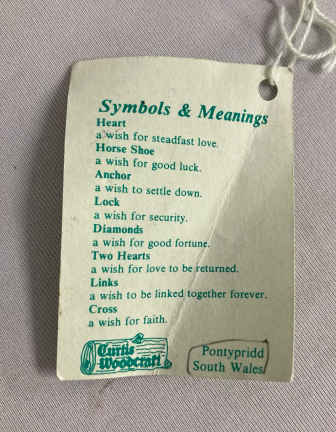 Symbols & Meanings
Heart
a wish for steadfast love.
Horse Shoe
a wish for good luck.
Anchor
a wish to settle down.
Lock
a wish for security.
Diamonds
a wish for good fortune.
Two Hearts
a wish for love to be returned.
Links
a wish to be linked together forever.
Cross
a wish for faith.
Curtis
Woodcraft
Pontypridd
South Wales